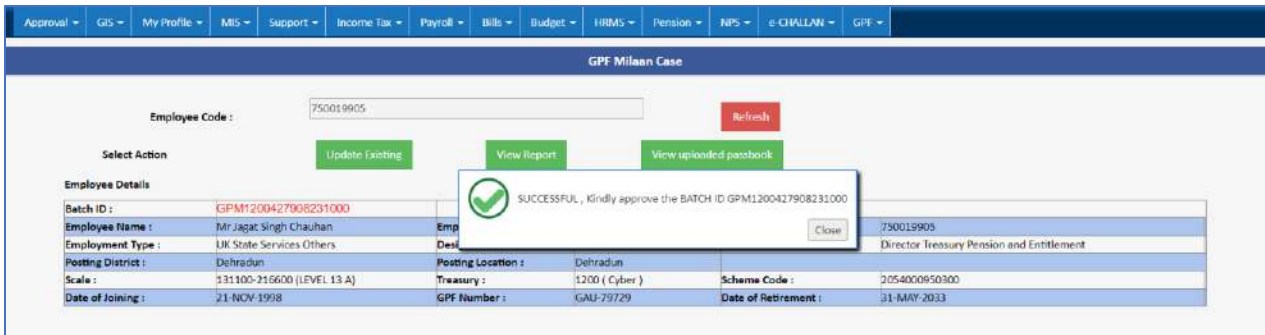 Approval GIS My Profile MIS Support Income Tax Payroll Bills Budget HRMS Pension NPS e-CHALLAN GPF
GPF Milaan Case
Employee Code : 750019905 Refresh
Select Action Update Existing View Report View uploaded passbook
Employee Details
SUCCESSFUL , Kindly approve the BATCH ID GPM1200427908231000
Close
Batch ID : GPM1200427908231000
Employee Name : Mr Jagat Singh Chauhan Emp 750019905
Employment Type : UK State Services Others Desi Director Treasury Pension and Entitlement
Posting District : Dehradun Posting Location : Dehradun
Scale : 131100-216600 (LEVEL 13 A) Treasury : 1200 ( Cyber ) Scheme Code : 2054000950300
Date of Joining : 21-NOV-1998 GPF Number : GAU-79729 Date of Retirement : 31-MAY-2033